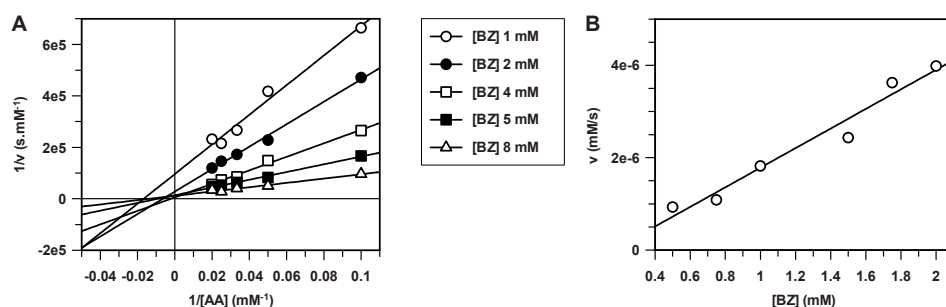 A
6e5
4e5
2e5
0
-2e5
1/v (s.mM⁻¹)
-0.04 -0.02 0 0.02 0.04 0.06 0.08 0.1
1/[AA] (mM⁻¹)
[BZ] 1 mM
[BZ] 2 mM
[BZ] 4 mM
[BZ] 5 mM
[BZ] 8 mM
B
4e-6
2e-6
0
v (mM/s)
0.4 0.6 0.8 1 1.2 1.4 1.6 1.8 2
[BZ] (mM)